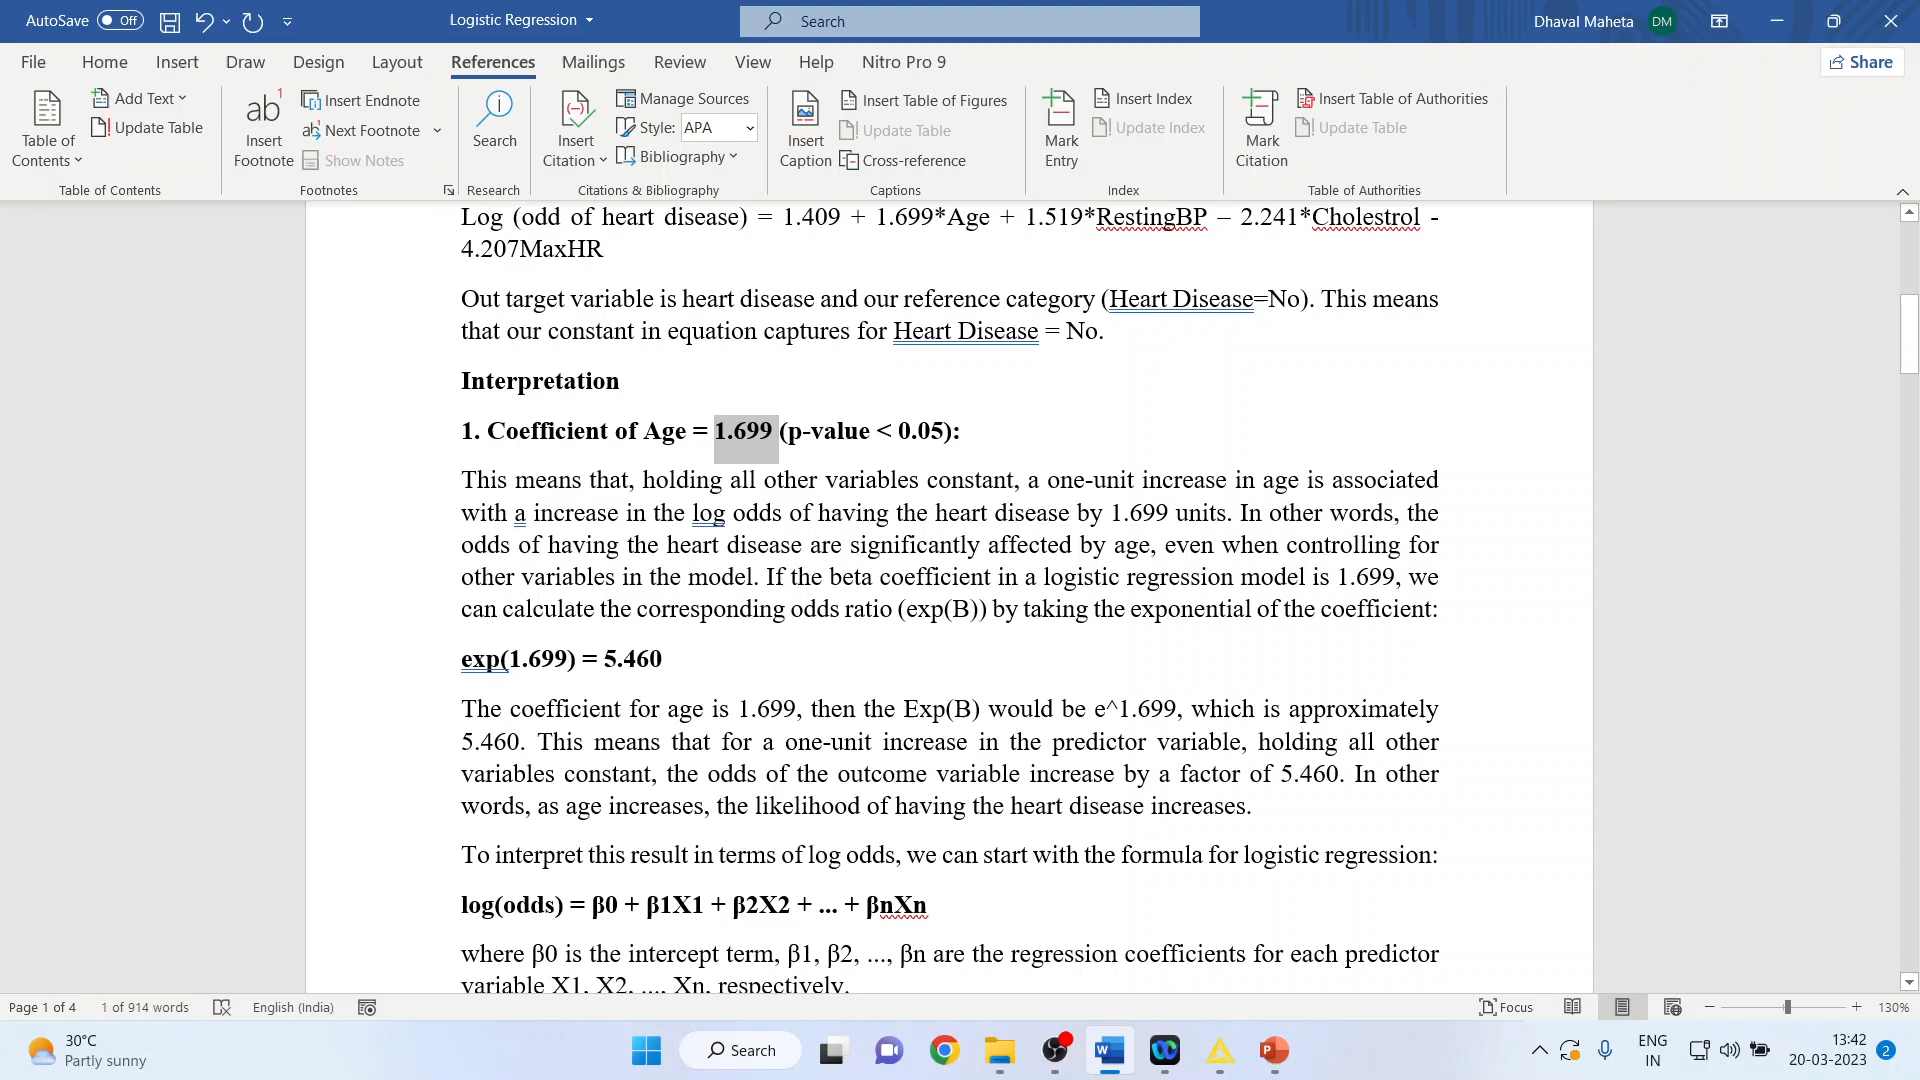 AutoSave Off Logistic Regression Search Dhaval Maheta DM
File Home Insert Draw Design Layout References Mailings Review View Help Nitro Pro 9 Share
Table of Contents
Add Text
Update Table
Table of Contents
ab 1
Insert Footnote
Insert Endnote
Next Footnote
Show Notes
Footnotes
Search
Research
Insert Citation
Manage Sources
Style: APA
Bibliography
Citations & Bibliography
Insert Caption
Insert Table of Figures
Update Table
Cross-reference
Captions
Mark Entry
Insert Index
Update Index
Index
Mark Citation
Insert Table of Authorities
Update Table
Table of Authorities
Log (odd of heart disease) = 1.409 + 1.699*Age + 1.519*RestingBP – 2.241*Cholestrol -
4.207MaxHR
Out target variable is heart disease and our reference category (Heart Disease=No). This means
that our constant in equation captures for Heart Disease = No.
Interpretation
1. Coefficient of Age = 1.699 (p-value < 0.05):
This means that, holding all other variables constant, a one-unit increase in age is associated
with a increase in the log odds of having the heart disease by 1.699 units. In other words, the
odds of having the heart disease are significantly affected by age, even when controlling for
other variables in the model. If the beta coefficient in a logistic regression model is 1.699, we
can calculate the corresponding odds ratio (exp(B)) by taking the exponential of the coefficient:
exp(1.699) = 5.460
The coefficient for age is 1.699, then the Exp(B) would be e^1.699, which is approximately
5.460. This means that for a one-unit increase in the predictor variable, holding all other
variables constant, the odds of the outcome variable increase by a factor of 5.460. In other
words, as age increases, the likelihood of having the heart disease increases.
To interpret this result in terms of log odds, we can start with the formula for logistic regression:
log(odds) = β0 + β1X1 + β2X2 + ... + βnXn
where β0 is the intercept term, β1, β2, ..., βn are the regression coefficients for each predictor
variable X1, X2, ..., Xn, respectively.
Page 1 of 4 1 of 914 words English (India) Focus 130%
30°C
Partly sunny
Search
ENG
IN
13:42
20-03-2023
2